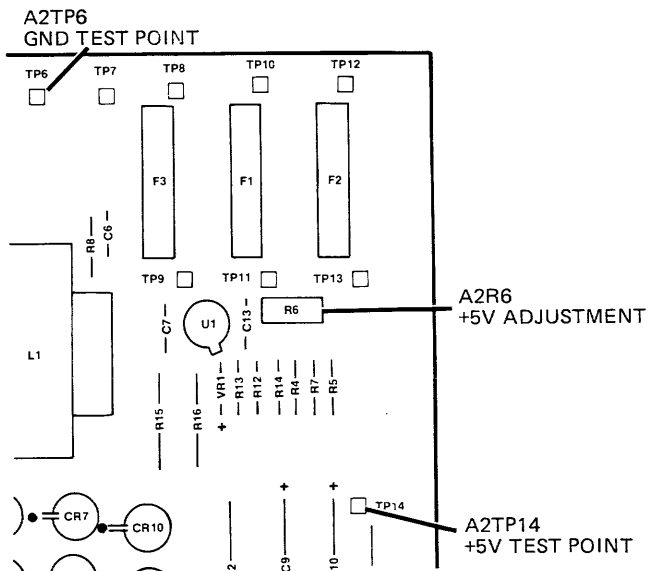 A2TP6
GND TEST POINT
TP6
TP7
TP8
TP10
TP12
F3
F1
F2
R8
C6
TP9
TP11
TP13
A2R6
+5V ADJUSTMENT
R6
C7
U1
C13
L1
VR1
R13
R12
R14
R4
R7
R5
R15
R16
+
+
+
TP14
A2TP14
+5V TEST POINT
CR7
CR10
2
C9
10